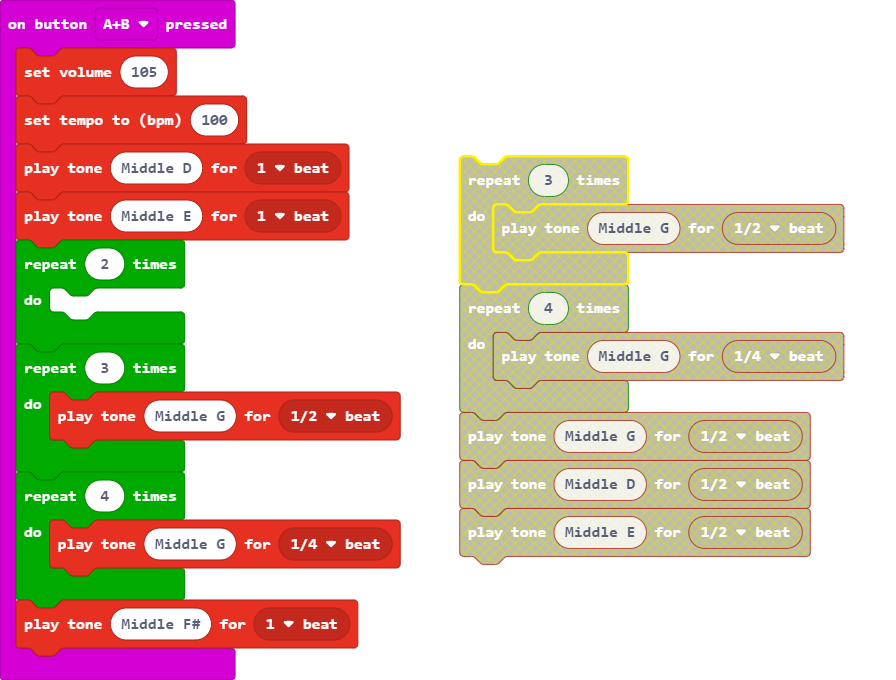 on button A+B pressed
set volume 105
set tempo to (bpm) 100
play tone Middle D for 1 beat
play tone Middle E for 1 beat
repeat 2 times
do
repeat 3 times
do
play tone Middle G for 1/2 beat
repeat 4 times
do
play tone Middle G for 1/4 beat
play tone Middle F# for 1 beat
repeat 3 times
do
play tone Middle G for 1/2 beat
repeat 4 times
do
play tone Middle G for 1/4 beat
play tone Middle G for 1/2 beat
play tone Middle D for 1/2 beat
play tone Middle E for 1/2 beat